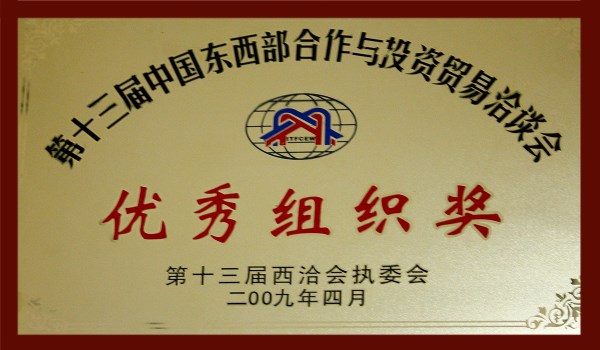 第十三届中国东西部合作与投资贸易洽谈会
ITFCEW
优秀组织奖
第十三届西洽会执委会
二00九年四月